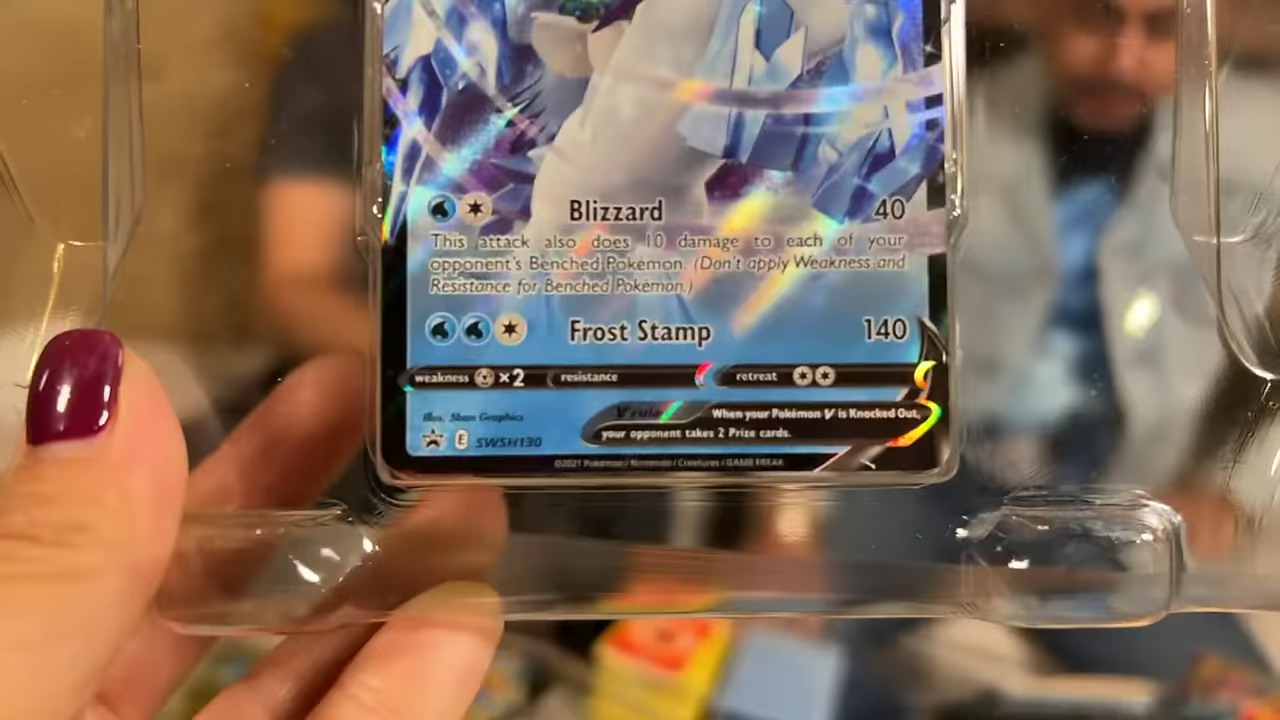 Blizzard 40
This attack also does 10 damage to each of your
opponent's Benched Pokémon. (Don't apply Weakness and
Resistance for Benched Pokémon.)
Frost Stamp 140
weakness ×2 resistance retreat
V rule When your Pokémon V is Knocked Out,
your opponent takes 2 Prize cards.
Illus. 5ban Graphics
E SWSH130
©2021 Pokémon / Nintendo / Creatures / GAME FREAK